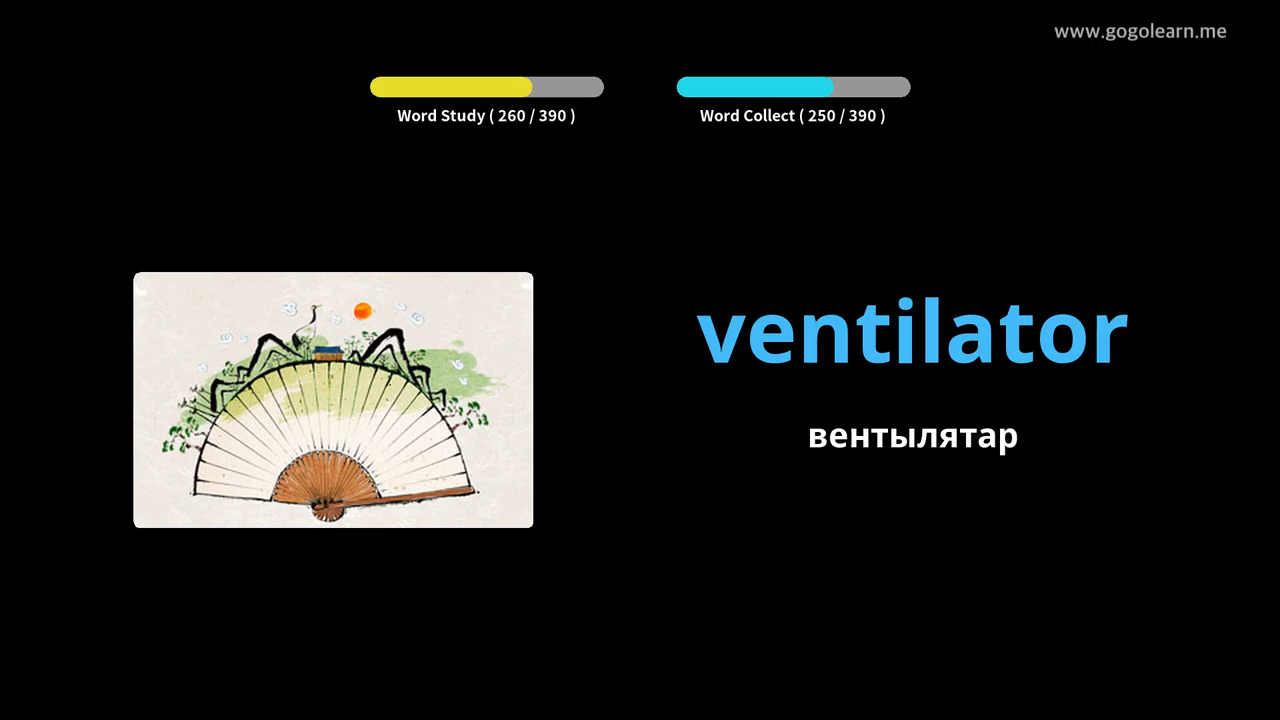 www.gogolearn.me
Word Study ( 260 / 390 )
Word Collect ( 250 / 390 )
ventilator
вентылятар